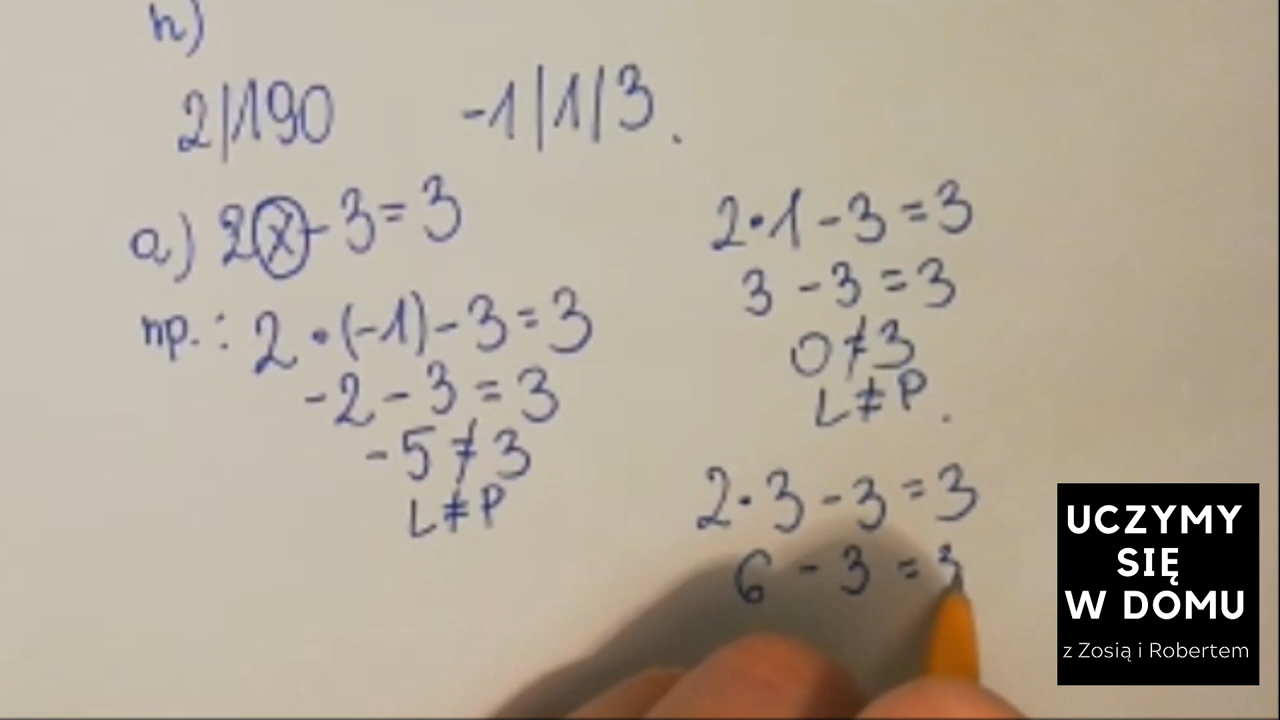 h)
2/190 -1/1/3.
a) 2x - 3 = 3
np.: 2 • (-1) - 3 = 3
-2 - 3 = 3
-5 ≠ 3
L ≠ P
2 • 1 - 3 = 3
3 - 3 = 3
0 ≠ 3
L ≠ P.
2 • 3 - 3 = 3
6 - 3 = 3
UCZYMY
SIĘ
W DOMU
z Zosią i Robertem